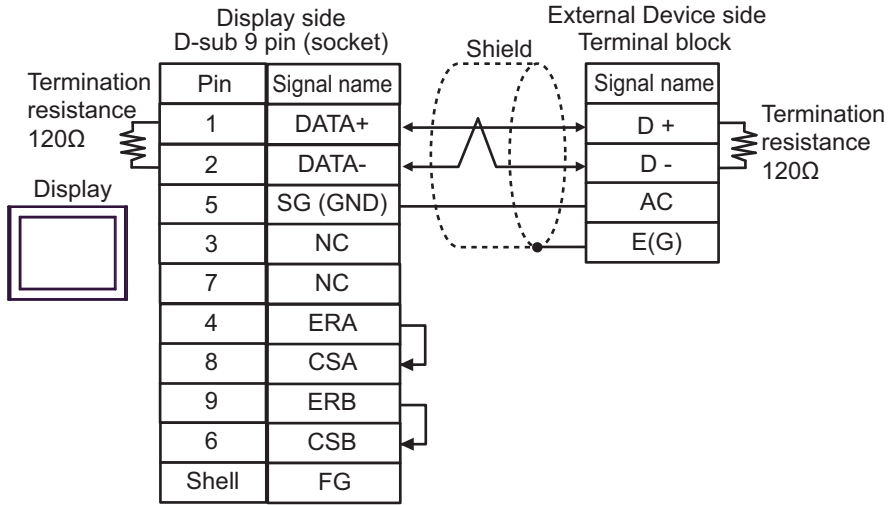 Display side
D-sub 9 pin (socket)
External Device side
Terminal block
Shield
Termination
resistance
120Ω
Display
Pin Signal name
1 DATA+
2 DATA-
5 SG (GND)
3 NC
7 NC
4 ERA
8 CSA
9 ERB
6 CSB
Shell FG
Signal name
D +
D -
AC
E(G)
Termination
resistance
120Ω